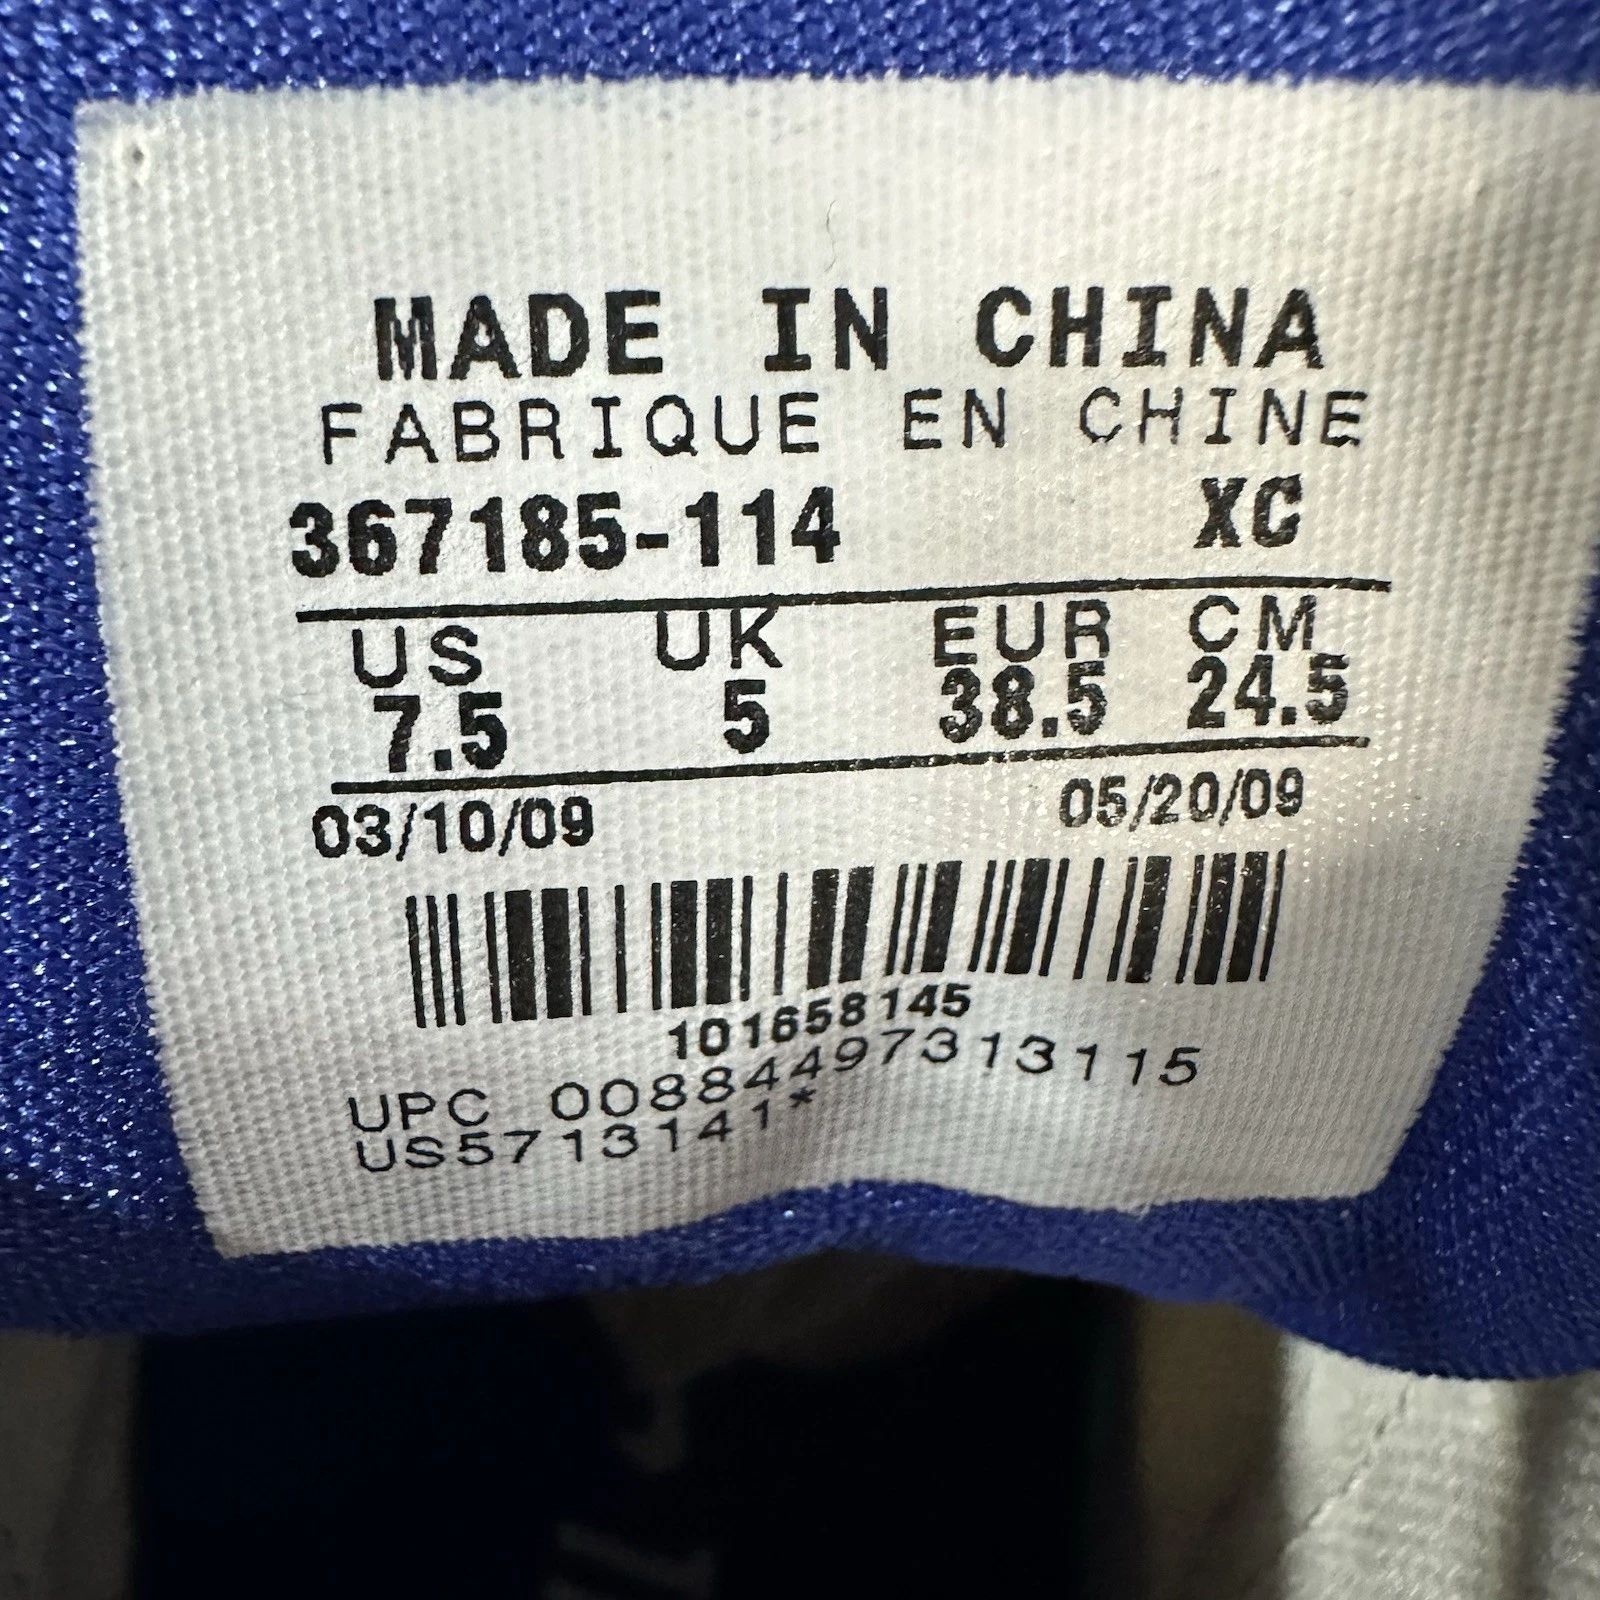 MADE IN CHINA
FABRIQUE EN CHINE
367185-114 XC
US UK EUR CM
7.5 5 38.5 24.5
03/10/09 05/20/09
101658145
UPC 00884497313115
US5713141*